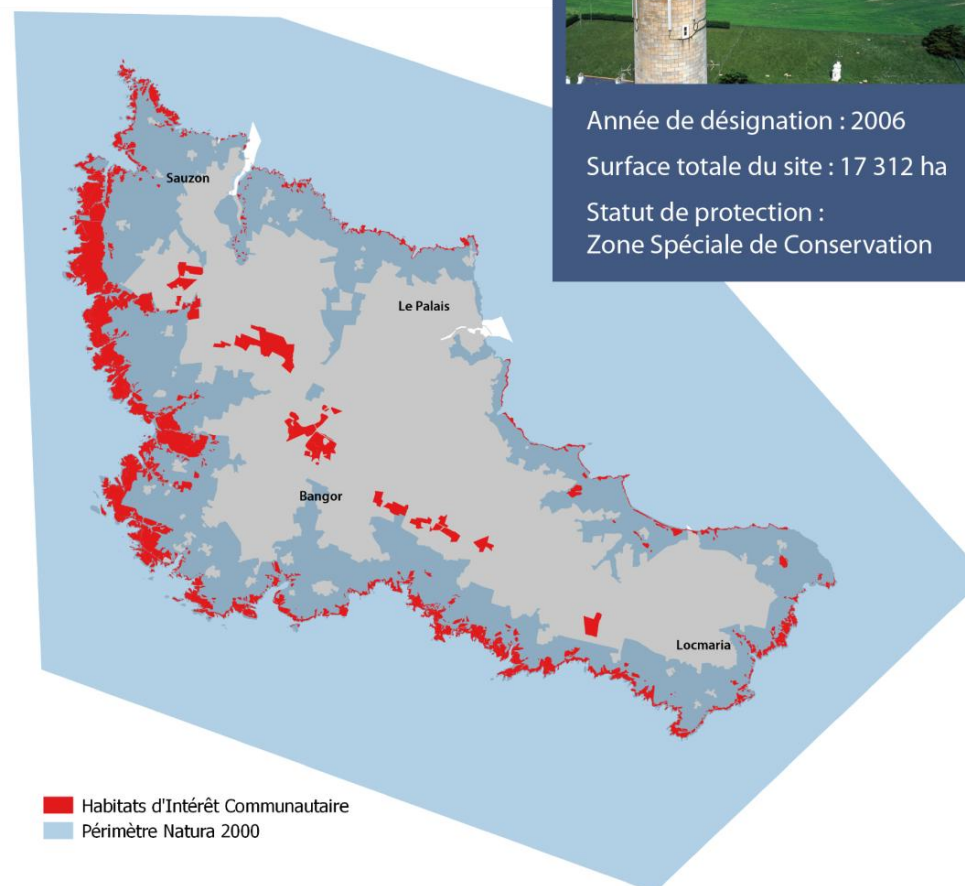 Année de désignation : 2006
Surface totale du site : 17 312 ha
Statut de protection :
Zone Spéciale de Conservation
Sauzon
Le Palais
Bangor
Locmaria
Habitats d'Intérêt Communautaire
Périmètre Natura 2000